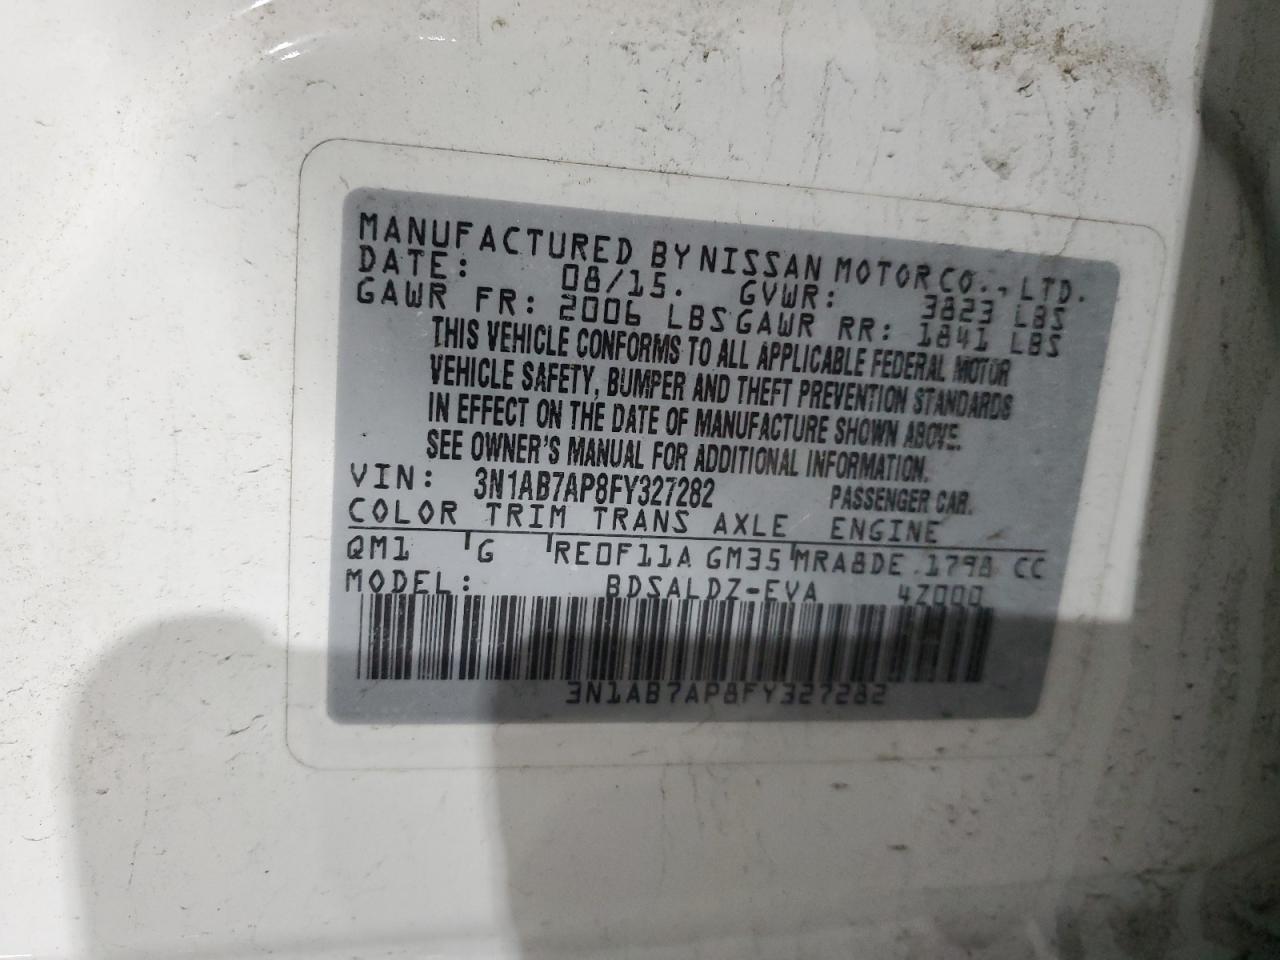 MANUFACTURED BY NISSAN MOTOR CO., LTD.
DATE: 08/15. GVWR: 3823 LBS
GAWR FR: 2006 LBS GAWR RR: 1841 LBS
THIS VEHICLE CONFORMS TO ALL APPLICABLE FEDERAL MOTOR
VEHICLE SAFETY, BUMPER AND THEFT PREVENTION STANDARDS
IN EFFECT ON THE DATE OF MANUFACTURE SHOWN ABOVE.
SEE OWNER'S MANUAL FOR ADDITIONAL INFORMATION.
VIN: 3N1AB7AP8FY327282 PASSENGER CAR.
COLOR TRIM TRANS AXLE ENGINE
QM1 G RE0F11A GM35 MRA8DE 1798 CC
MODEL: BDSALDZ-EVA 4Z000
3N1AB7AP8FY327282